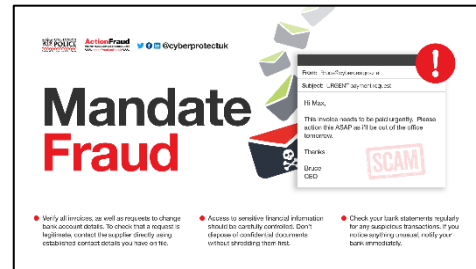 POLICE
ActionFraud
@cyberprotectuk
Mandate
Fraud
From:
Subject: URGENT payment request
Hi Max,
This invoice needs to be paid urgently. Please
action this ASAP as I'll be out of the office
tomorrow.
Thanks
Bruce
CEO
SCAM
Verify all invoices, as well as requests to change
bank account details. To check that a request is
legitimate, contact the supplier directly using
established contact details you have on file.
Access to sensitive financial information
should be carefully controlled. Don't
dispose of confidential documents
without shredding them first.
Check your bank statements regularly
for any suspicious transactions. If you
notice anything unusual, notify your
bank immediately.